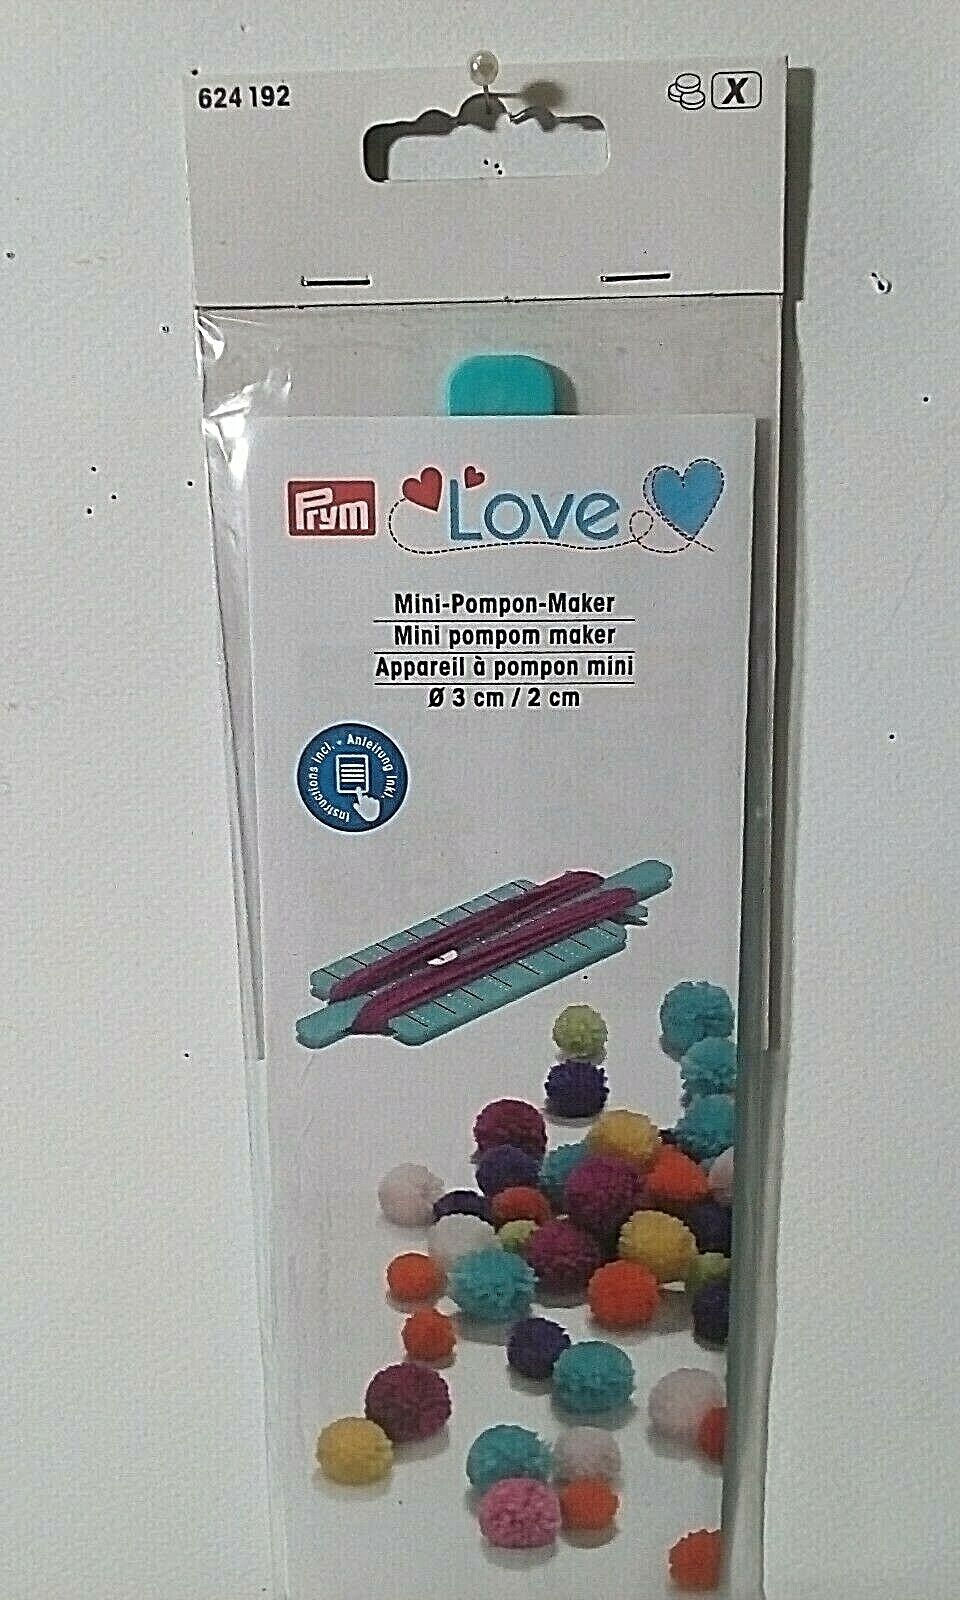 624 192
X
Prym
Love
Mini-Pompon-Maker
Mini pompom maker
Appareil à pompon mini
Ø 3 cm / 2 cm
Instructions incl. • Anleitung inkl.